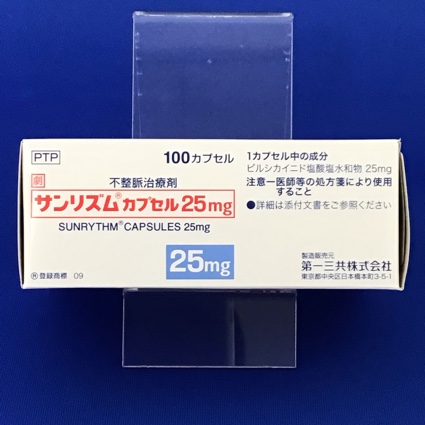 PTP
100カプセル
劇
不整脈治療剤
サンリズム®カプセル25mg
SUNRYTHM®CAPSULES 25mg
25mg
®登録商標 09
1カプセル中の成分
ピルシカイニド塩酸塩水和物 25mg
注意ー医師等の処方箋により使用
すること
●詳細は添付文書をご参照ください
製造販売元
第一三共株式会社
東京都中央区日本橋本町3-5-1